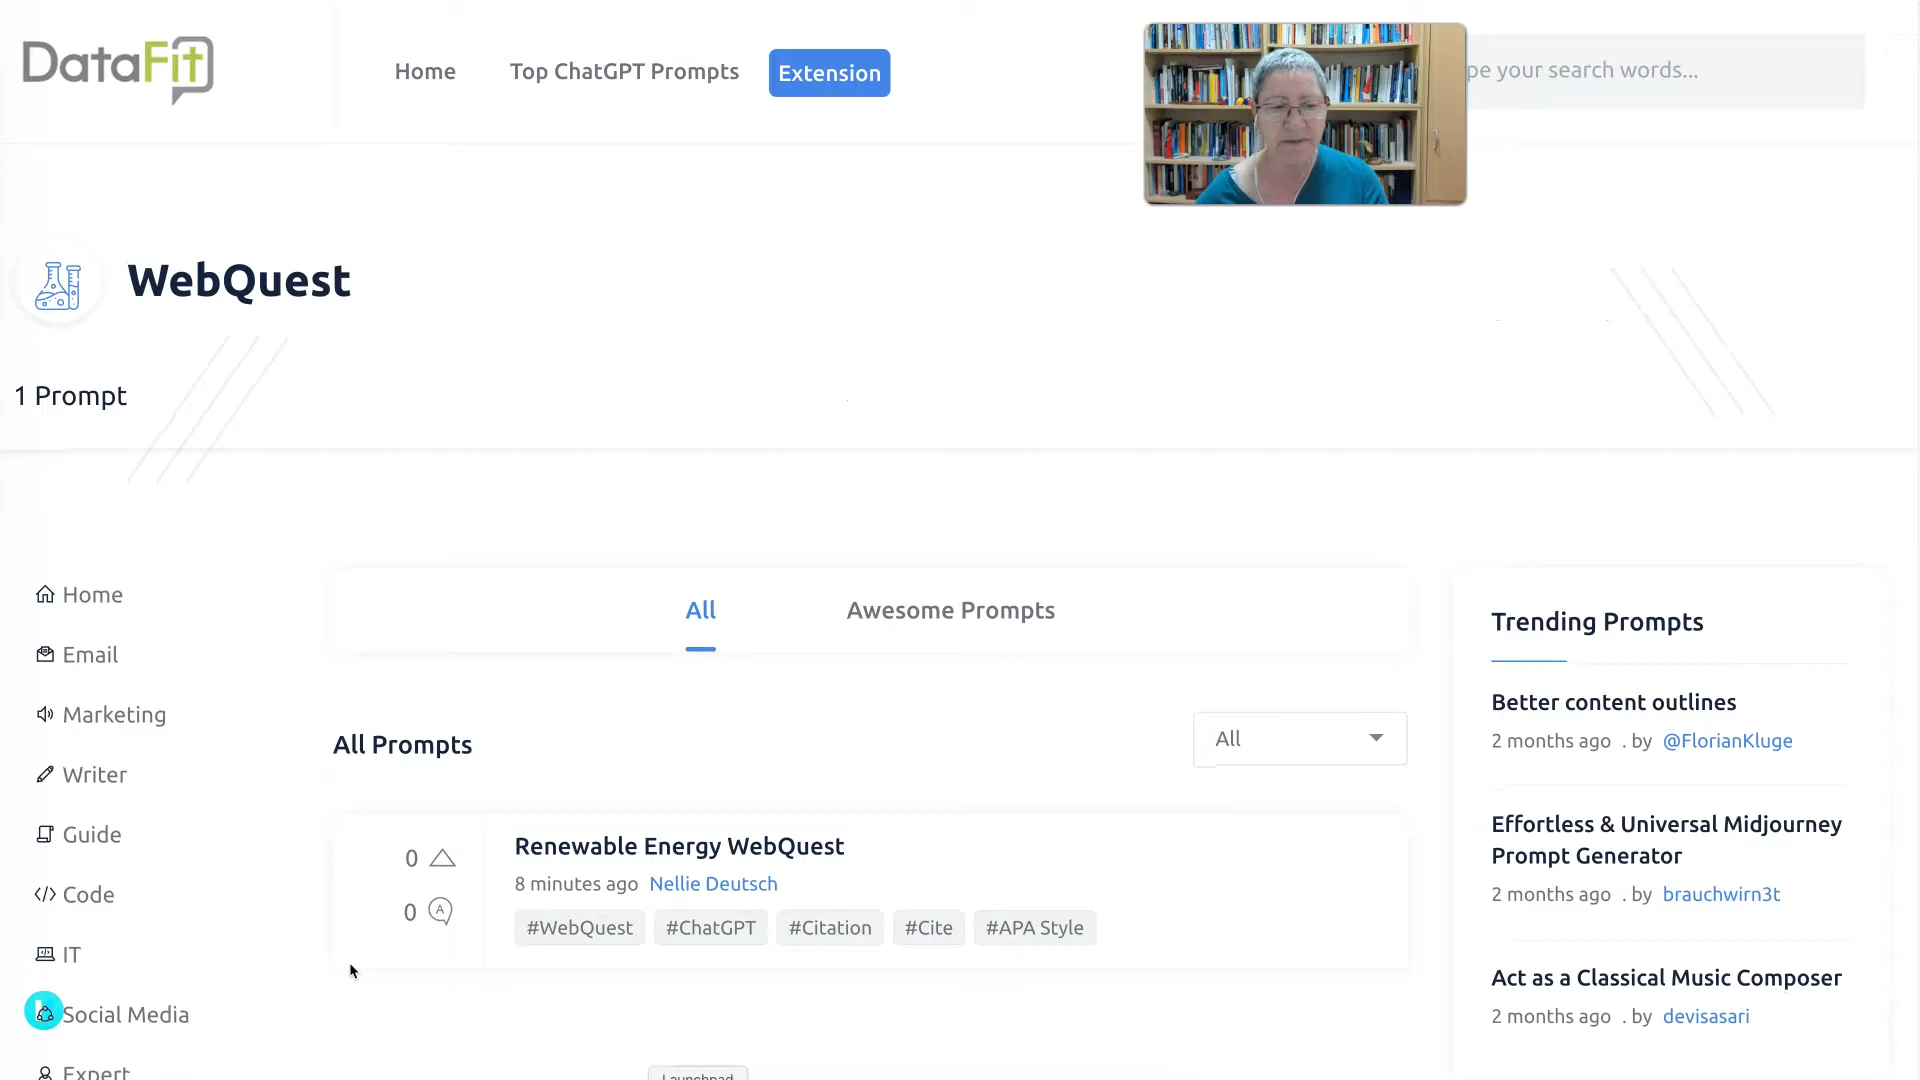 DataFit
Home
Top ChatGPT Prompts
Extension
pe your search words...
WebQuest
1 Prompt
Home
Email
Marketing
Writer
Guide
Code
IT
Social Media
Expert
All
Awesome Prompts
All Prompts
All
0
0
A
Renewable Energy WebQuest
8 minutes ago Nellie Deutsch
#WebQuest #ChatGPT #Citation #Cite #APA Style
Launchpad
Trending Prompts
Better content outlines
2 months ago . by @FlorianKluge
Effortless & Universal Midjourney
Prompt Generator
2 months ago . by brauchwirn3t
Act as a Classical Music Composer
2 months ago . by devisasari